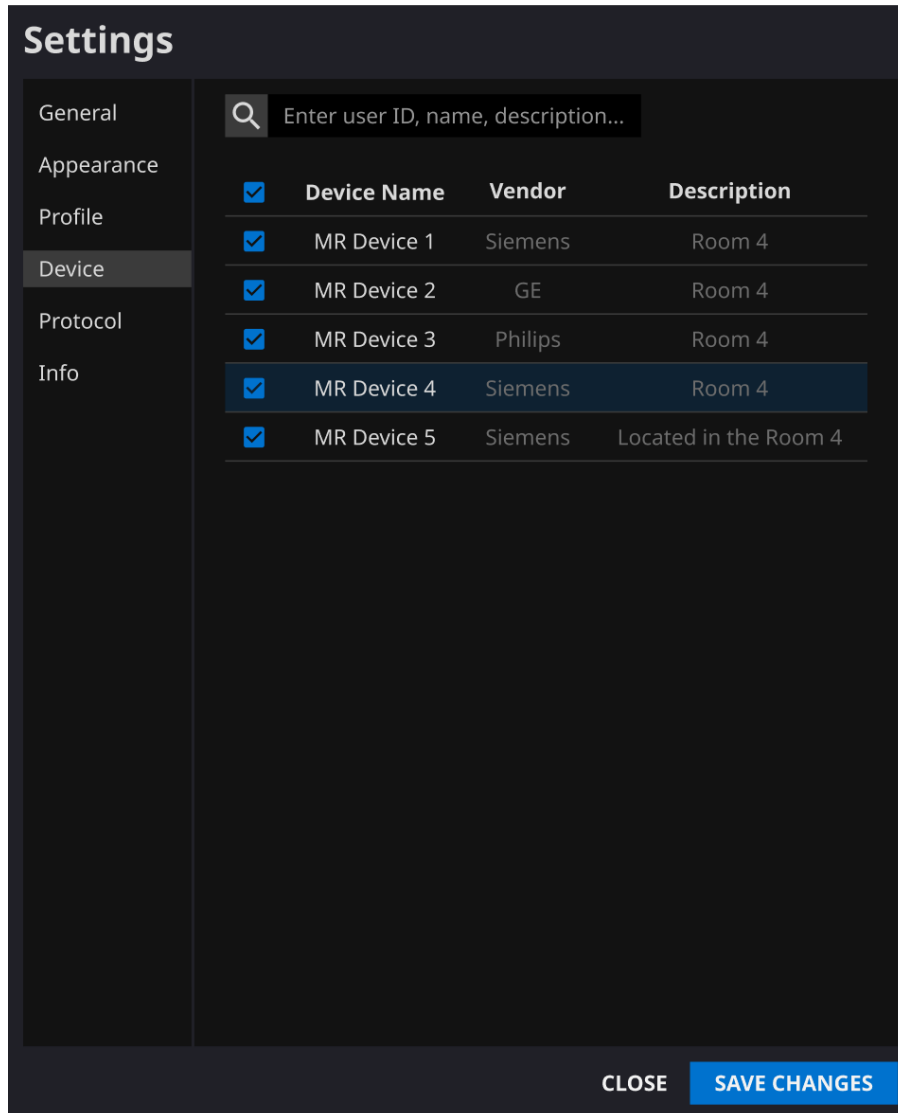 Settings
General
Appearance
Profile
Device
Protocol
Info
Enter user ID, name, description...
Device Name Vendor Description
MR Device 1 Siemens Room 4
MR Device 2 GE Room 4
MR Device 3 Philips Room 4
MR Device 4 Siemens Room 4
MR Device 5 Siemens Located in the Room 4
CLOSE SAVE CHANGES